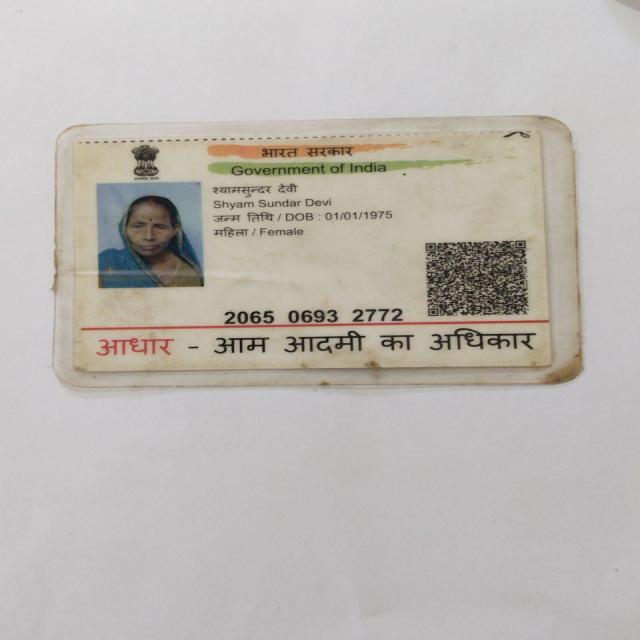 भारत सरकार
Government of India
श्यामसुन्दर देवी
Shyam Sundar Devi
जन्म तिथि / DOB : 01/01/1975
महिला / Female
2065 0693 2772
आधार - आम आदमी का अधिकार